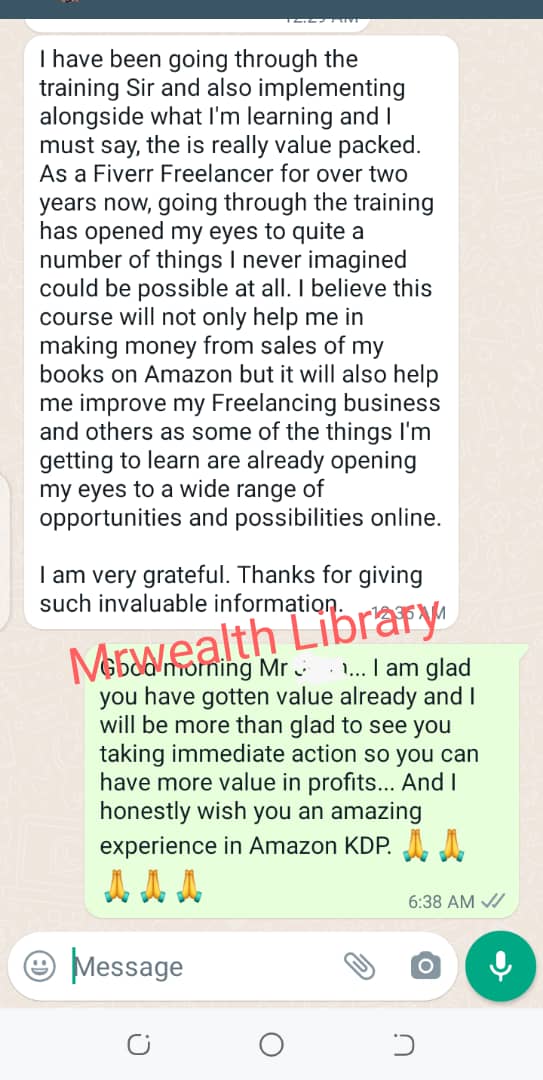 12:29 AM
I have been going through the
training Sir and also implementing
alongside what I'm learning and I
must say, the is really value packed.
As a Fiverr Freelancer for over two
years now, going through the training
has opened my eyes to quite a
number of things I never imagined
could be possible at all. I believe this
course will not only help me in
making money from sales of my
books on Amazon but it will also help
me improve my Freelancing business
and others as some of the things I'm
getting to learn are already opening
my eyes to a wide range of
opportunities and possibilities online.
I am very grateful. Thanks for giving
such invaluable information.
12:35 AM
Mrwealth Library
Good morning Mr ... I am glad
you have gotten value already and I
will be more than glad to see you
taking immediate action so you can
have more value in profits... And I
honestly wish you an amazing
experience in Amazon KDP. 🙏 🙏
🙏 🙏 🙏
6:38 AM
Message